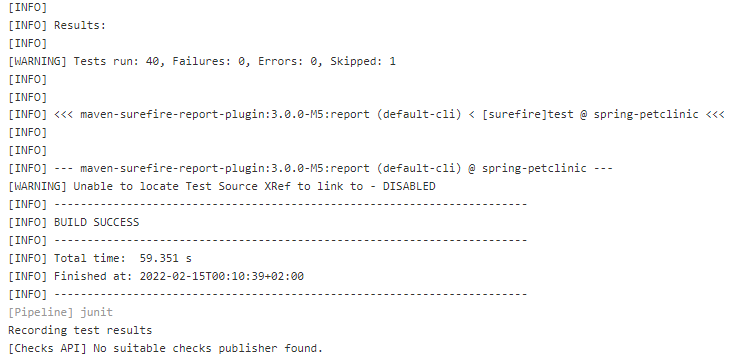 [INFO]
[INFO] Results:
[INFO]
[WARNING] Tests run: 40, Failures: 0, Errors: 0, Skipped: 1
[INFO]
[INFO]
[INFO] <<< maven-surefire-report-plugin:3.0.0-M5:report (default-cli) < [surefire]test @ spring-petclinic <<<
[INFO]
[INFO]
[INFO] --- maven-surefire-report-plugin:3.0.0-M5:report (default-cli) @ spring-petclinic ---
[WARNING] Unable to locate Test Source XRef to link to - DISABLED
[INFO] ------------------------------------------------------------------------
[INFO] BUILD SUCCESS
[INFO] ------------------------------------------------------------------------
[INFO] Total time:  59.351 s
[INFO] Finished at: 2022-02-15T00:10:39+02:00
[INFO] ------------------------------------------------------------------------
[Pipeline] junit
Recording test results
[Checks API] No suitable checks publisher found.